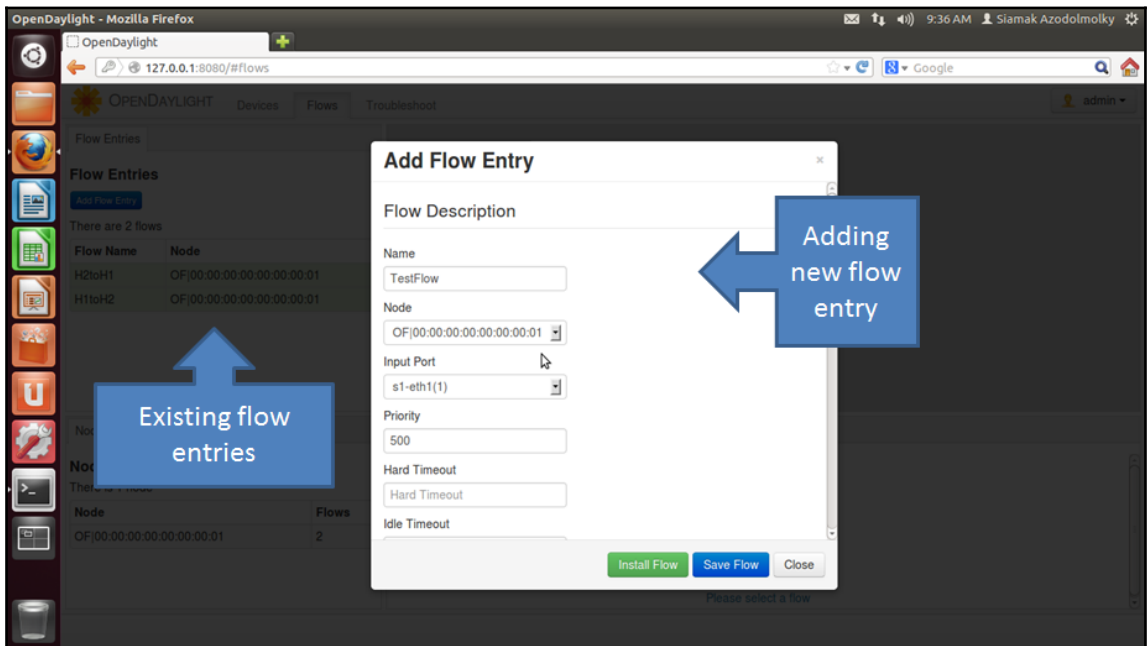 OpenDaylight - Mozilla Firefox
9:36 AM
Siamak Azodolmolky
OpenDaylight
127.0.0.1:8080/#flows
Google
OPENDAYLIGHT
Devices
Flows
Troubleshoot
admin
Flow Entries
Flow Entries
Add Flow Entry
There are 2 flows
Flow Name Node
H2toH1 OF|00:00:00:00:00:00:00:01
H1toH2 OF|00:00:00:00:00:00:00:01
Existing flow
entries
There is 1 node
Node Flows
OF|00:00:00:00:00:00:00:01 2
Add Flow Entry
×
Flow Description
Name
TestFlow
Node
OF|00:00:00:00:00:00:00:01
Input Port
s1-eth1(1)
Priority
500
Hard Timeout
Hard Timeout
Idle Timeout
Install Flow
Save Flow
Close
Adding
new flow
entry
Please select a flow